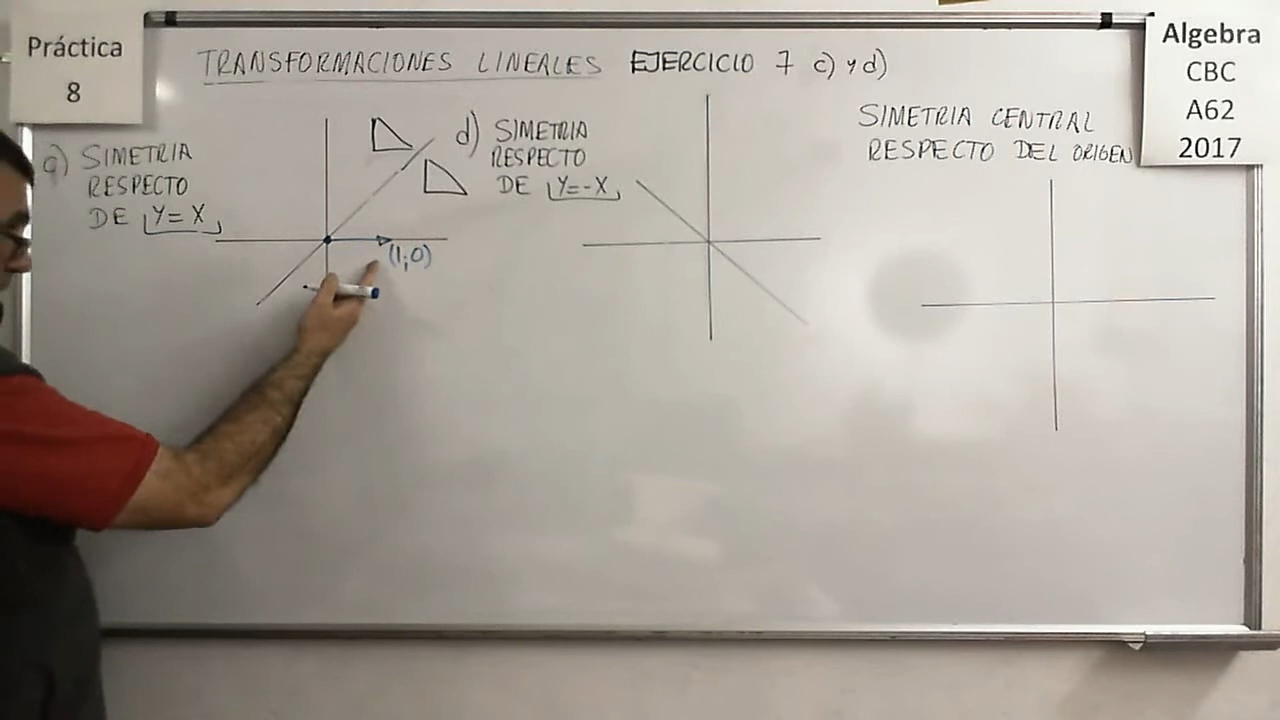 Práctica
8
TRANSFORMACIONES LINEALES EJERCICIO 7 c) y d)
Algebra
CBC
A62
2017
c) SIMETRIA
RESPECTO
DE Y=X
(1;0)
d) SIMETRIA
RESPECTO
DE Y=-X
SIMETRIA CENTRAL
RESPECTO DEL ORIGEN